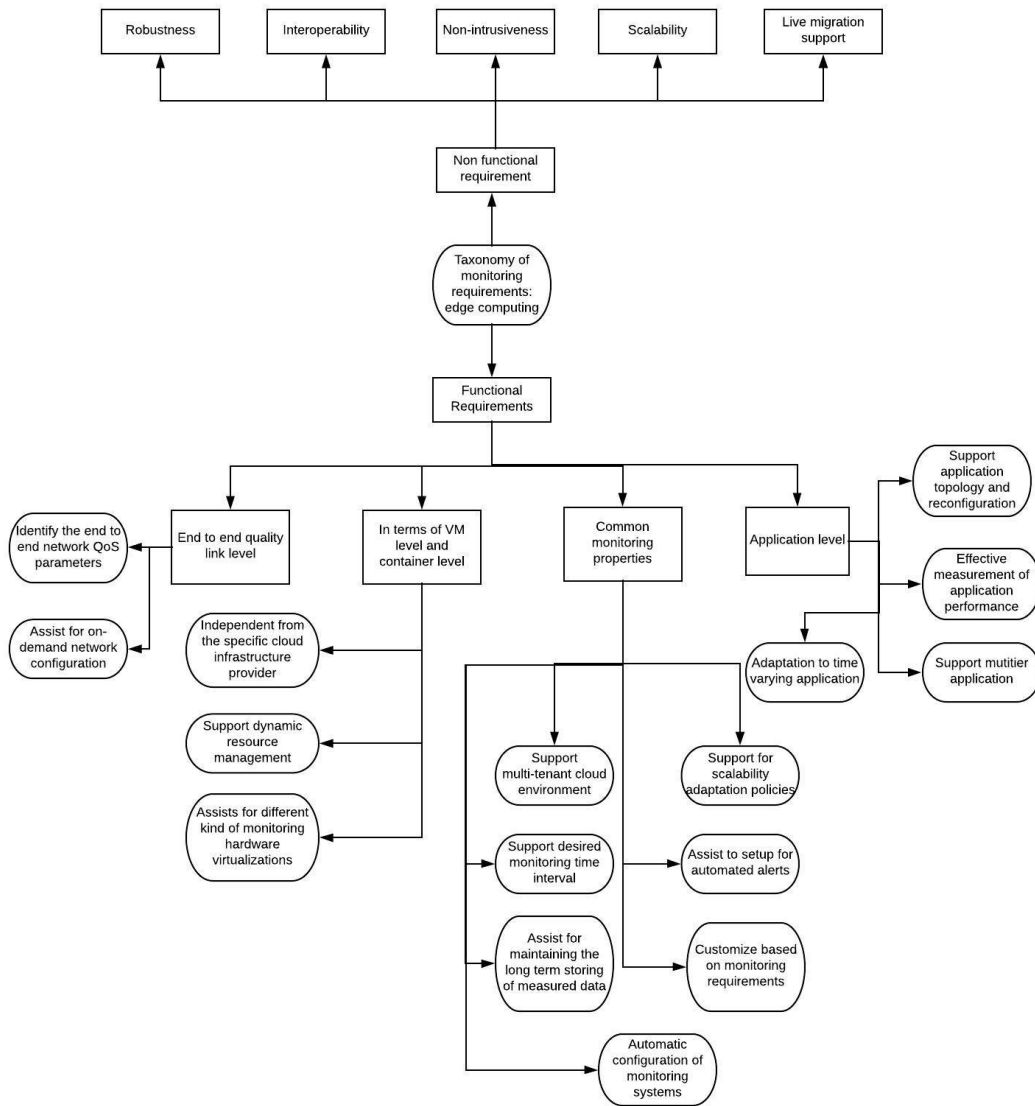 Robustness
Interoperability
Non-intrusiveness
Scalability
Live migration
support
Non functional
requirement
Taxonomy of
monitoring
requirements:
edge computing
Functional
Requirements
End to end quality
link level
In terms of VM
level and
container level
Common
monitoring
properties
Application level
Support
application
topology and
reconfiguration
Identify the end to
end network QoS
parameters
Effective
measurement of
application
performance
Assist for on-
demand network
configuration
Independent from
the specific cloud
infrastructure
provider
Adaptation to time
varying application
Support mutitier
application
Support dynamic
resource
management
Support
multi-tenant cloud
environment
Support for
scalability
adaptation policies
Assists for different
kind of monitoring
hardware
virtualizations
Support desired
monitoring time
interval
Assist to setup for
automated alerts
Assist for
maintaining the
long term storing
of measured data
Customize based
on monitoring
requirements
Automatic
configuration of
monitoring
systems